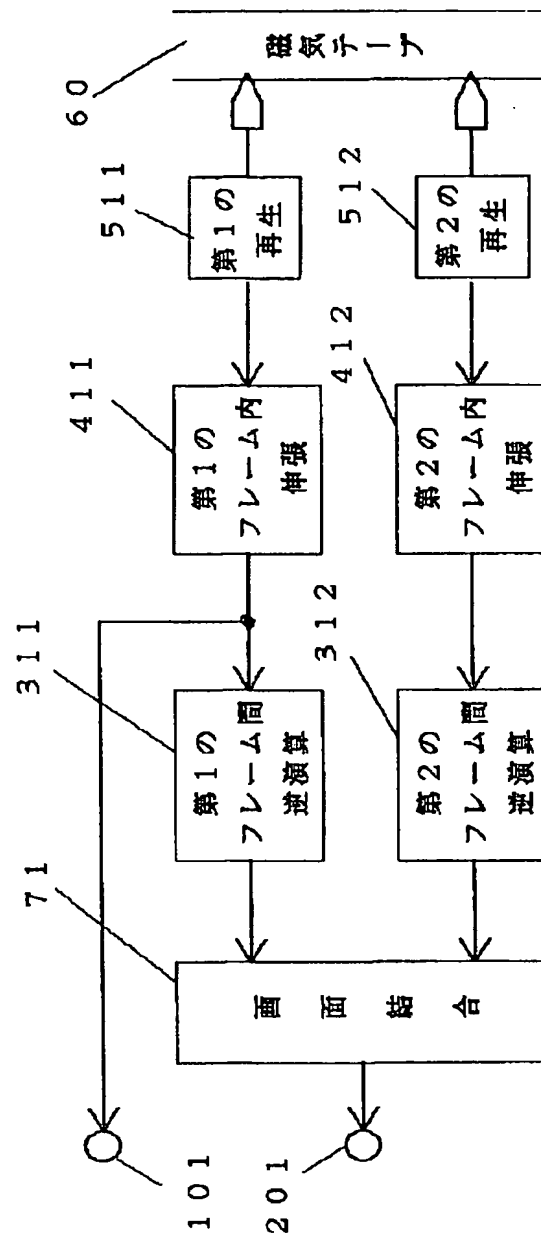 60
磁気テープ
511
第1の
再生
512
第2の
再生
411
第1の
フレーム内
伸張
412
第2の
フレーム内
伸張
311
第1の
フレーム間
逆演算
312
第2の
フレーム間
逆演算
71
画面結合
101
201